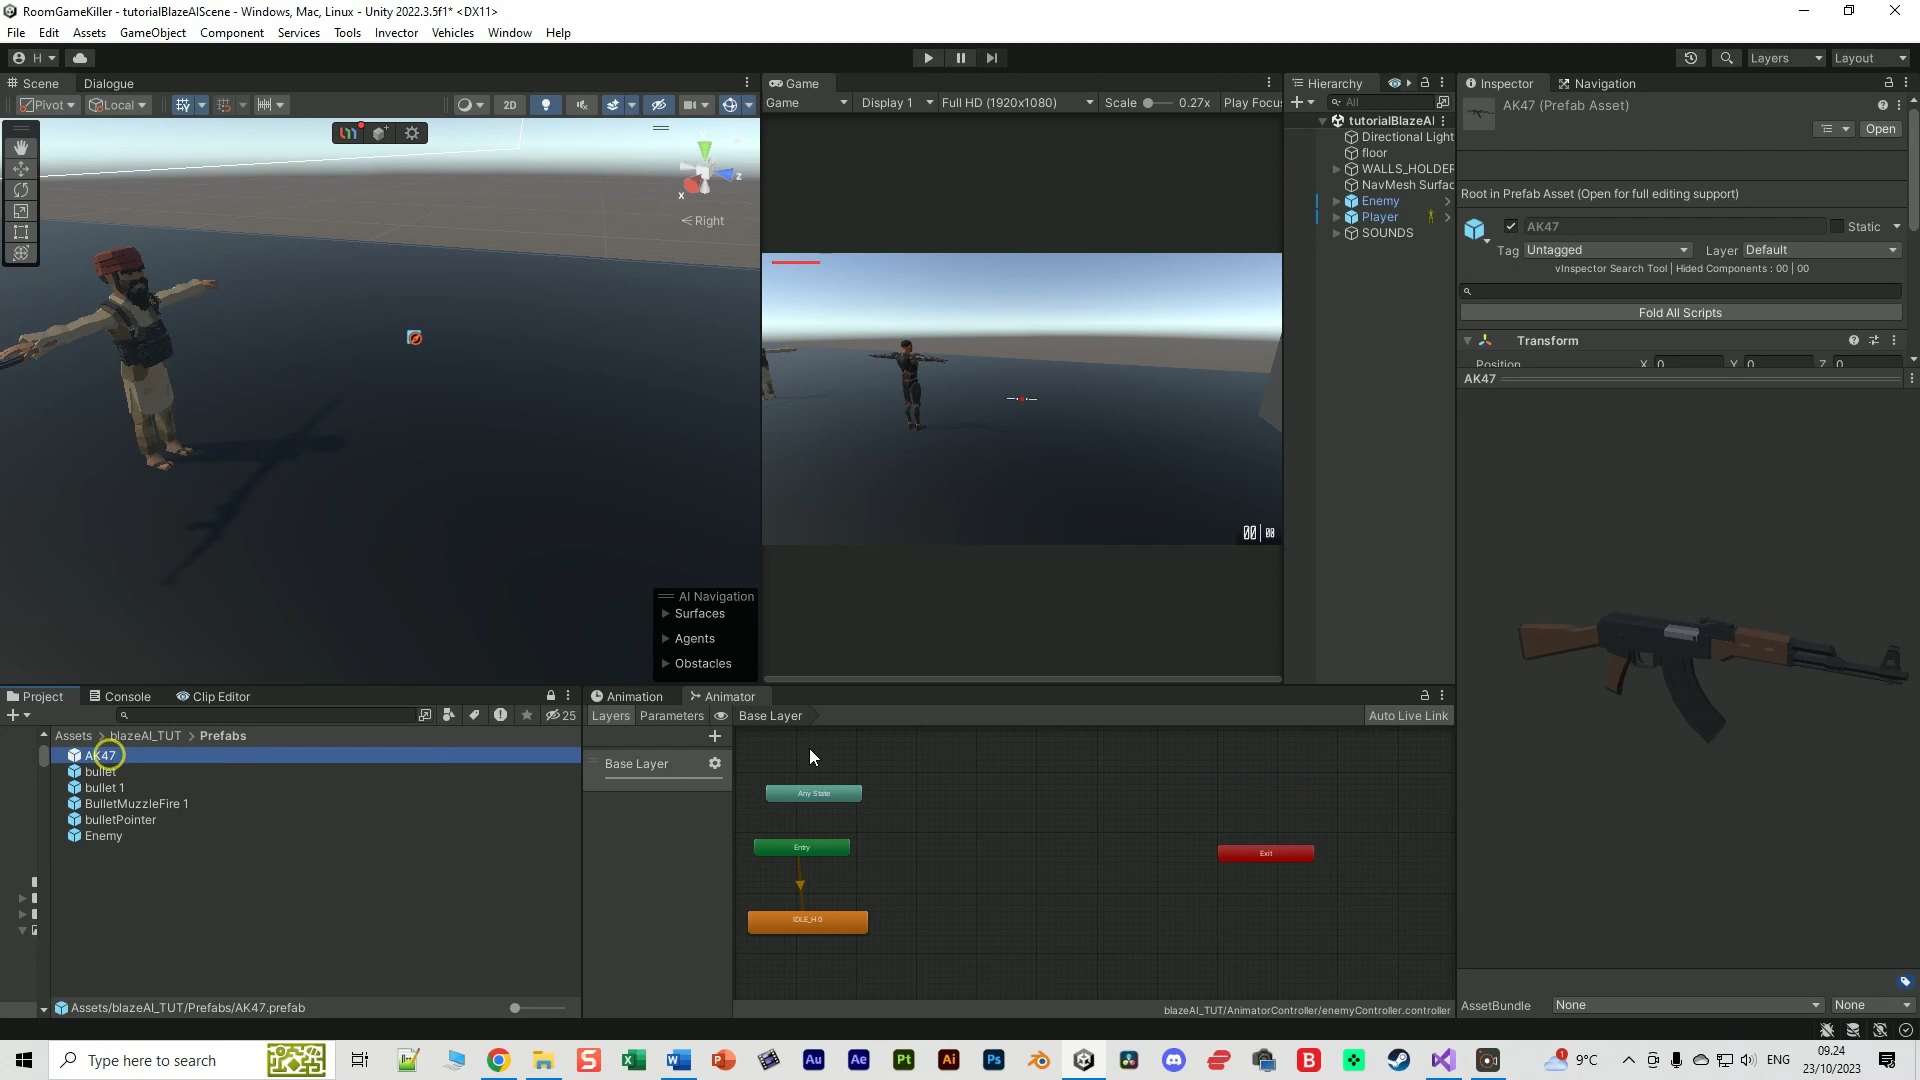 RoomGameKiller - tutorialBlazeAIScene - Windows, Mac, Linux - Unity 2022.3.5f1* <DX11>
File Edit Assets GameObject Component Services Tools Invector Vehicles Window Help
H Layers Layout
Scene Dialogue
Game
Hierarchy
Inspector Navigation
Pivot Local 2D
Game Display 1 Full HD (1920x1080) Scale 0.27x Play Focu
All
AK47 (Prefab Asset)
Open
tutorialBlazeAI
Directional Light
floor
WALLS_HOLDER
NavMesh Surfac
Enemy
Player
SOUNDS
Root in Prefab Asset (Open for full editing support)
AK47 Static
Tag Untagged Layer Default
vInspector Search Tool | Hided Components : 00 | 00
Fold All Scripts
Transform
Position X 0 Y 0 Z 0
AK47
Y
z
x
Right
00 | 00
AI Navigation
Surfaces
Agents
Obstacles
Project Console Clip Editor
25
Assets > blazeAI_TUT > Prefabs
AK47
bullet
bullet 1
BulletMuzzleFire 1
bulletPointer
Enemy
Assets/blazeAI_TUT/Prefabs/AK47.prefab
Animation Animator
Layers Parameters Base Layer Auto Live Link
Base Layer
Any State
Entry
Exit
IDLE_H 0
blazeAI_TUT/AnimatorController/enemyController.controller
AssetBundle None None
Type here to search
9°C ENG 09.24
23/10/2023